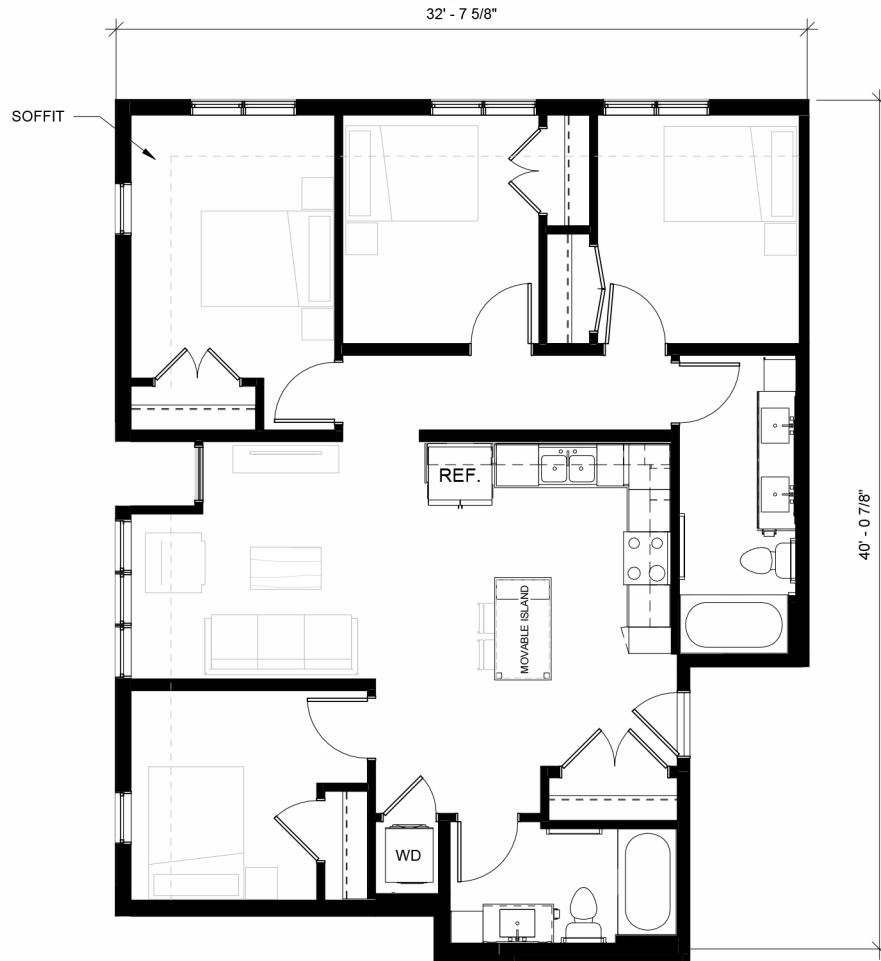 32' - 7 5/8"
SOFFIT
REF.
40' - 0 7/8"
MOVABLE ISLAND
WD